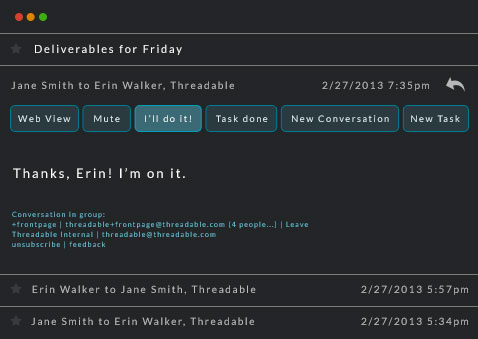 Deliverables for Friday
Jane Smith to Erin Walker, Threadable 2/27/2013 7:35pm
Web View Mute I'll do it! Task done New Conversation New Task
Thanks, Erin! I'm on it.
Conversation in group:
+frontpage | threadable+frontpage@threadable.com (4 people...) | Leave
Threadable Internal | threadable@threadable.com
unsubscribe | feedback
Erin Walker to Jane Smith, Threadable 2/27/2013 5:57pm
Jane Smith to Erin Walker, Threadable 2/27/2013 5:34pm